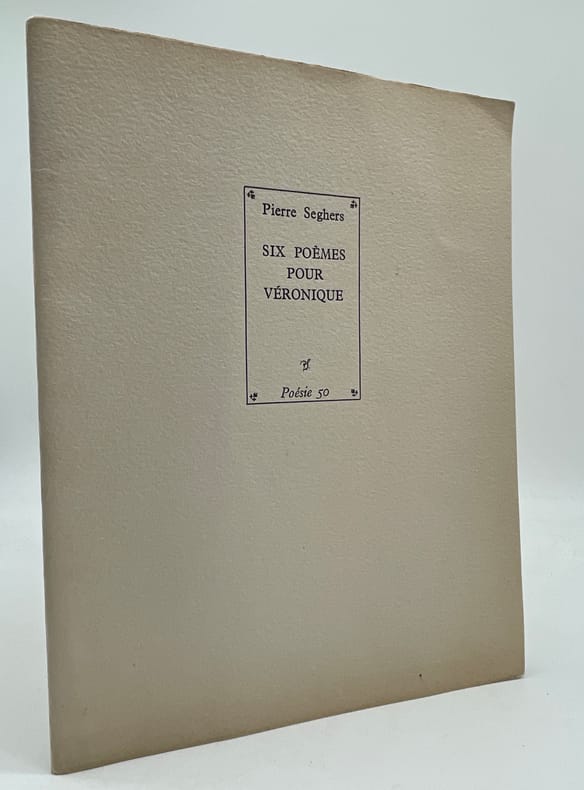 Pierre Seghers
SIX POÈMES
POUR
VÉRONIQUE
Poésie 50